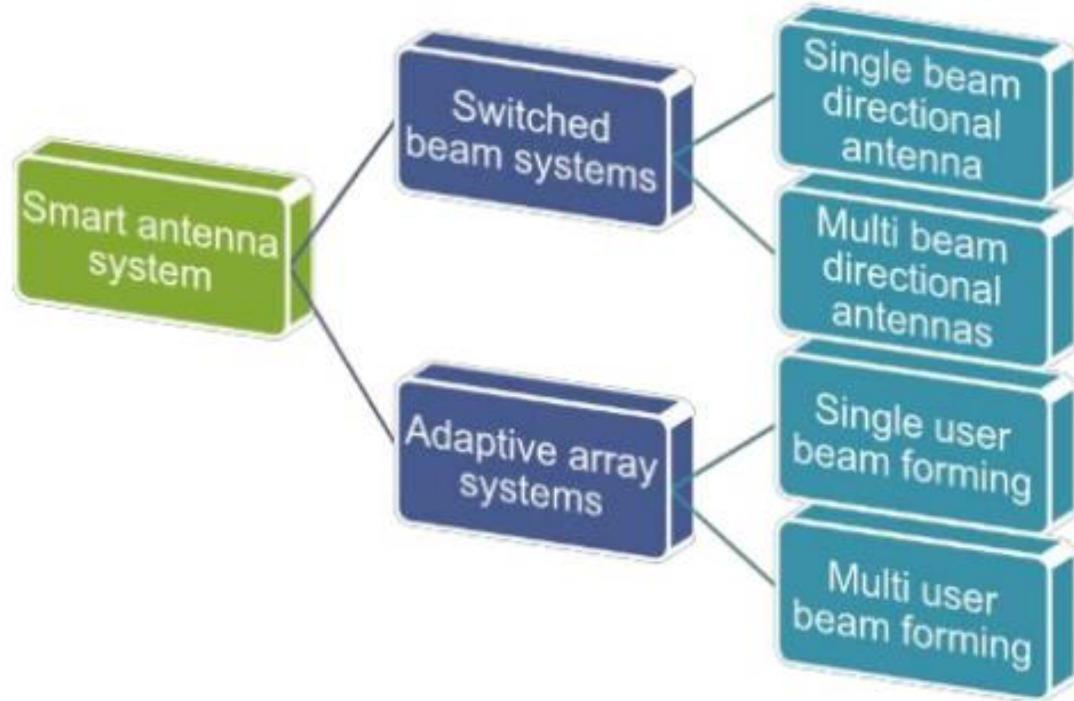 Smart antenna
system
Switched
beam systems
Adaptive array
systems
Single beam
directional
antenna
Multi beam
directional
antennas
Single user
beam forming
Multi user
beam forming